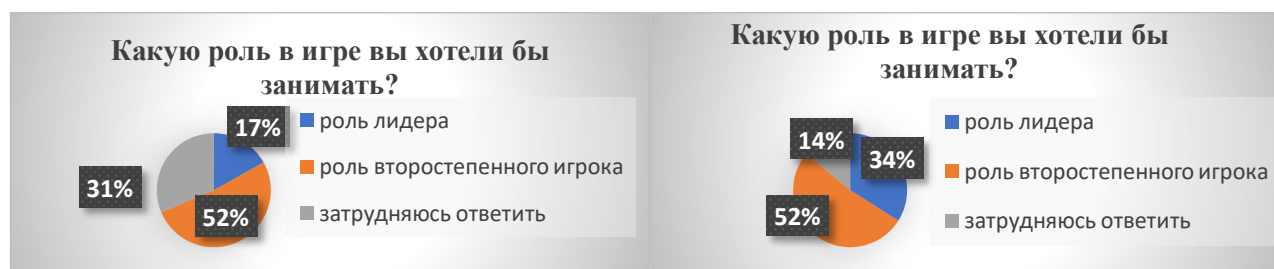 Какую роль в игре вы хотели бы
занимать?
17%
31%
52%
роль лидера
роль второстепенного игрока
затрудняюсь ответить
Какую роль в игре вы хотели бы
занимать?
14%
34%
52%
роль лидера
роль второстепенного игрока
затрудняюсь ответить